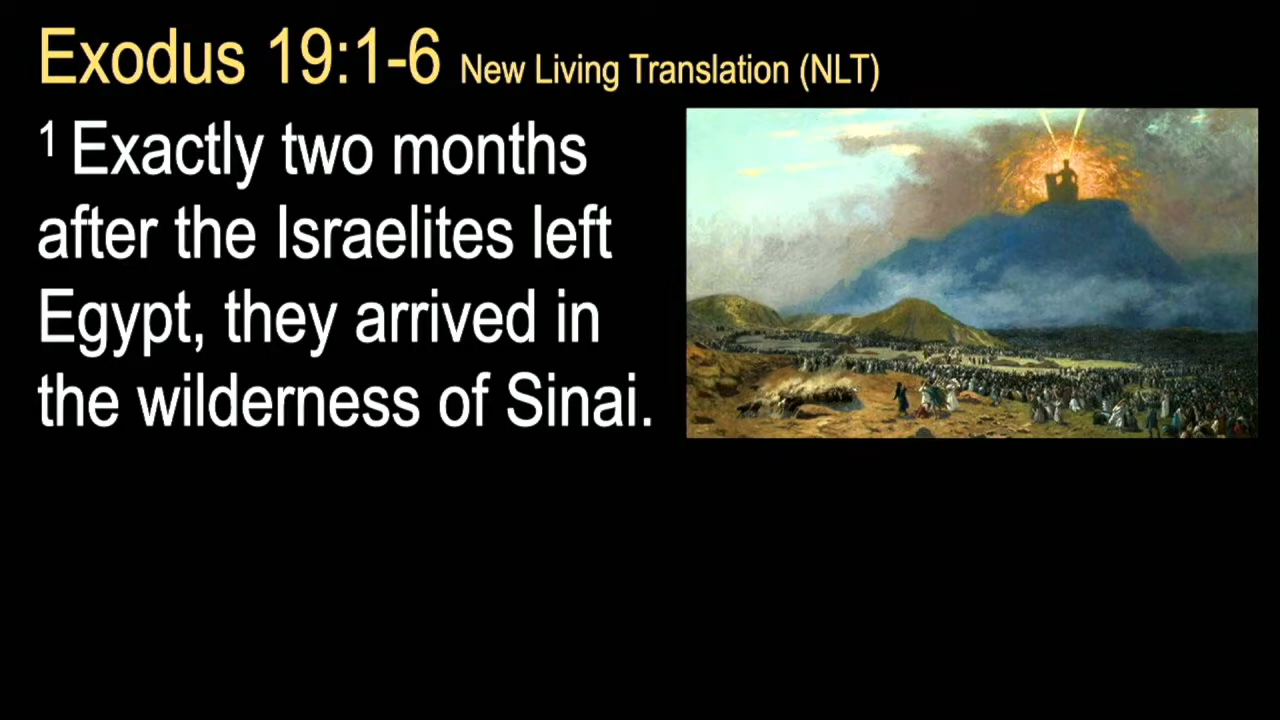 Exodus 19:1-6 New Living Translation (NLT)
1 Exactly two months
after the Israelites left
Egypt, they arrived in
the wilderness of Sinai.